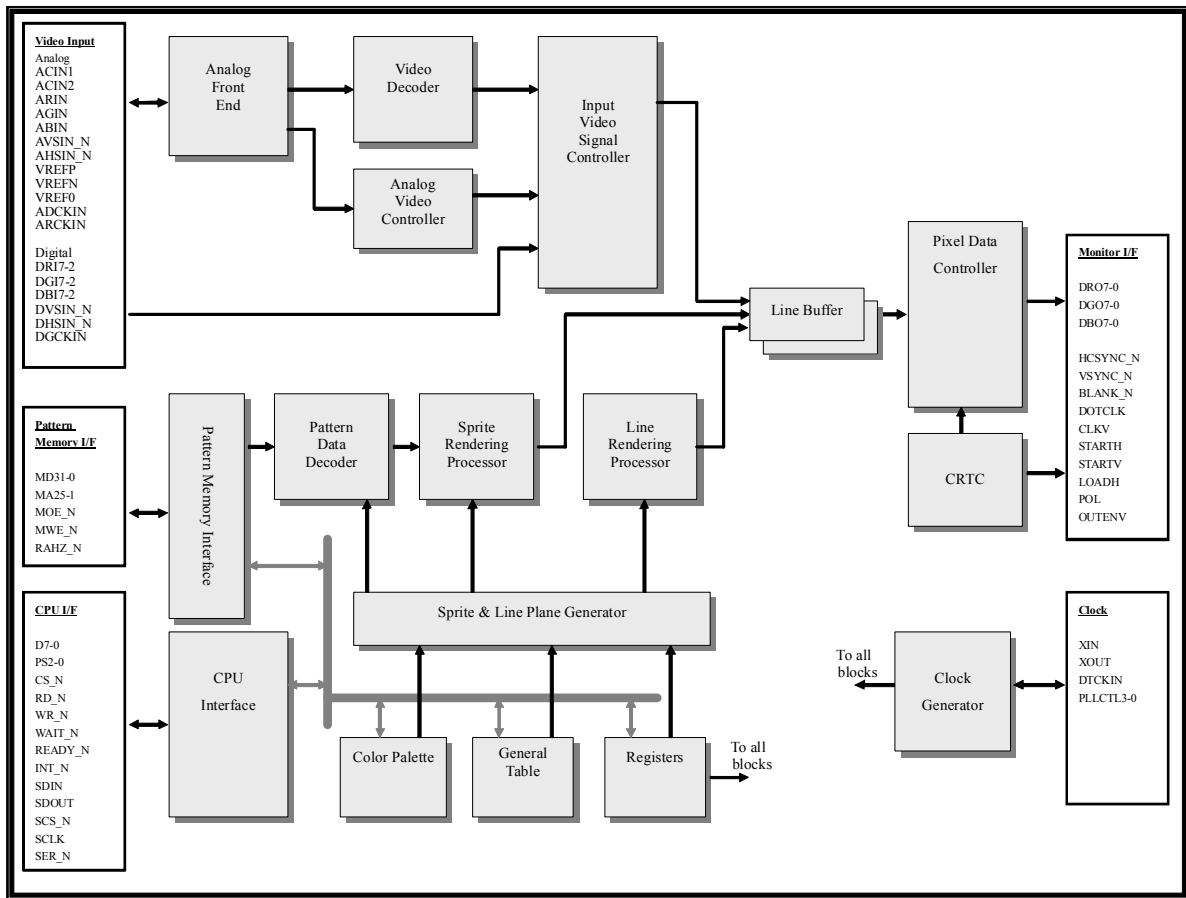 Video Input
Analog
ACIN1
ACIN2
ARIN
AGIN
ABIN
AVSIN_N
AHSIN_N
VREFP
VREFN
VREF0
ADCKIN
ARCKIN
Digital
DRI7-2
DGI7-2
DBI7-2
DVSIN_N
DHSIN_N
DGCKIN
Analog
Front
End
Video
Decoder
Analog
Video
Controller
Input
Video
Signal
Controller
Line Buffer
Pixel Data
Controller
CRTC
Monitor I/F
DRO7-0
DGO7-0
DBO7-0
HCSYNC_N
VSYNC_N
BLANK_N
DOTCLK
CLKV
STARTH
STARTV
LOADH
POL
OUTENV
Pattern
Memory I/F
MD31-0
MA25-1
MOE_N
MWE_N
RAHZ_N
Pattern Memory Interface
Pattern
Data
Decoder
Sprite
Rendering
Processor
Line
Rendering
Processor
Sprite & Line Plane Generator
CPU I/F
D7-0
PS2-0
CS_N
RD_N
WR_N
WAIT_N
READY_N
INT_N
SDIN
SDOUT
SCS_N
SCLK
SER_N
CPU
Interface
Color Palette
General
Table
Registers
To all
blocks
To all
blocks
Clock
Generator
Clock
XIN
XOUT
DTCKIN
PLLCTL3-0